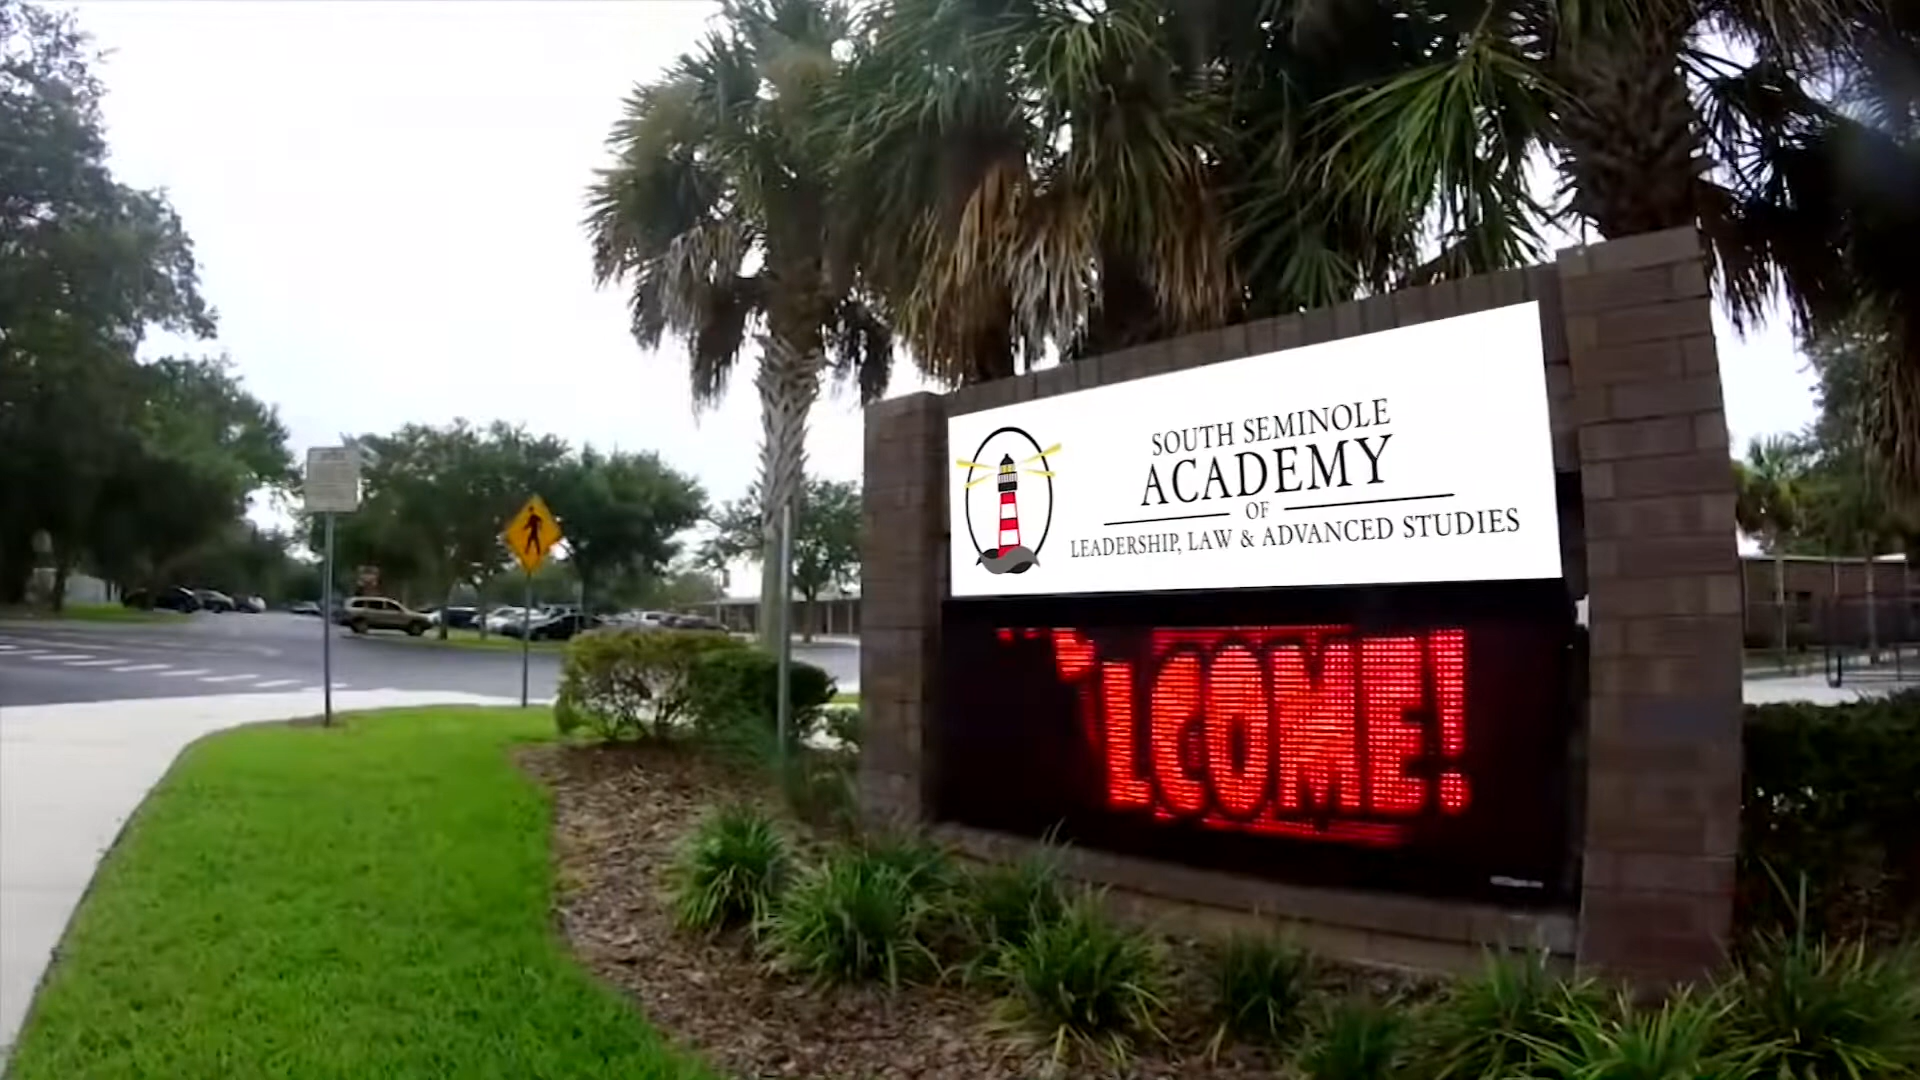 SOUTH SEMINOLE
ACADEMY
OF
LEADERSHIP, LAW & ADVANCED STUDIES
LCOME!